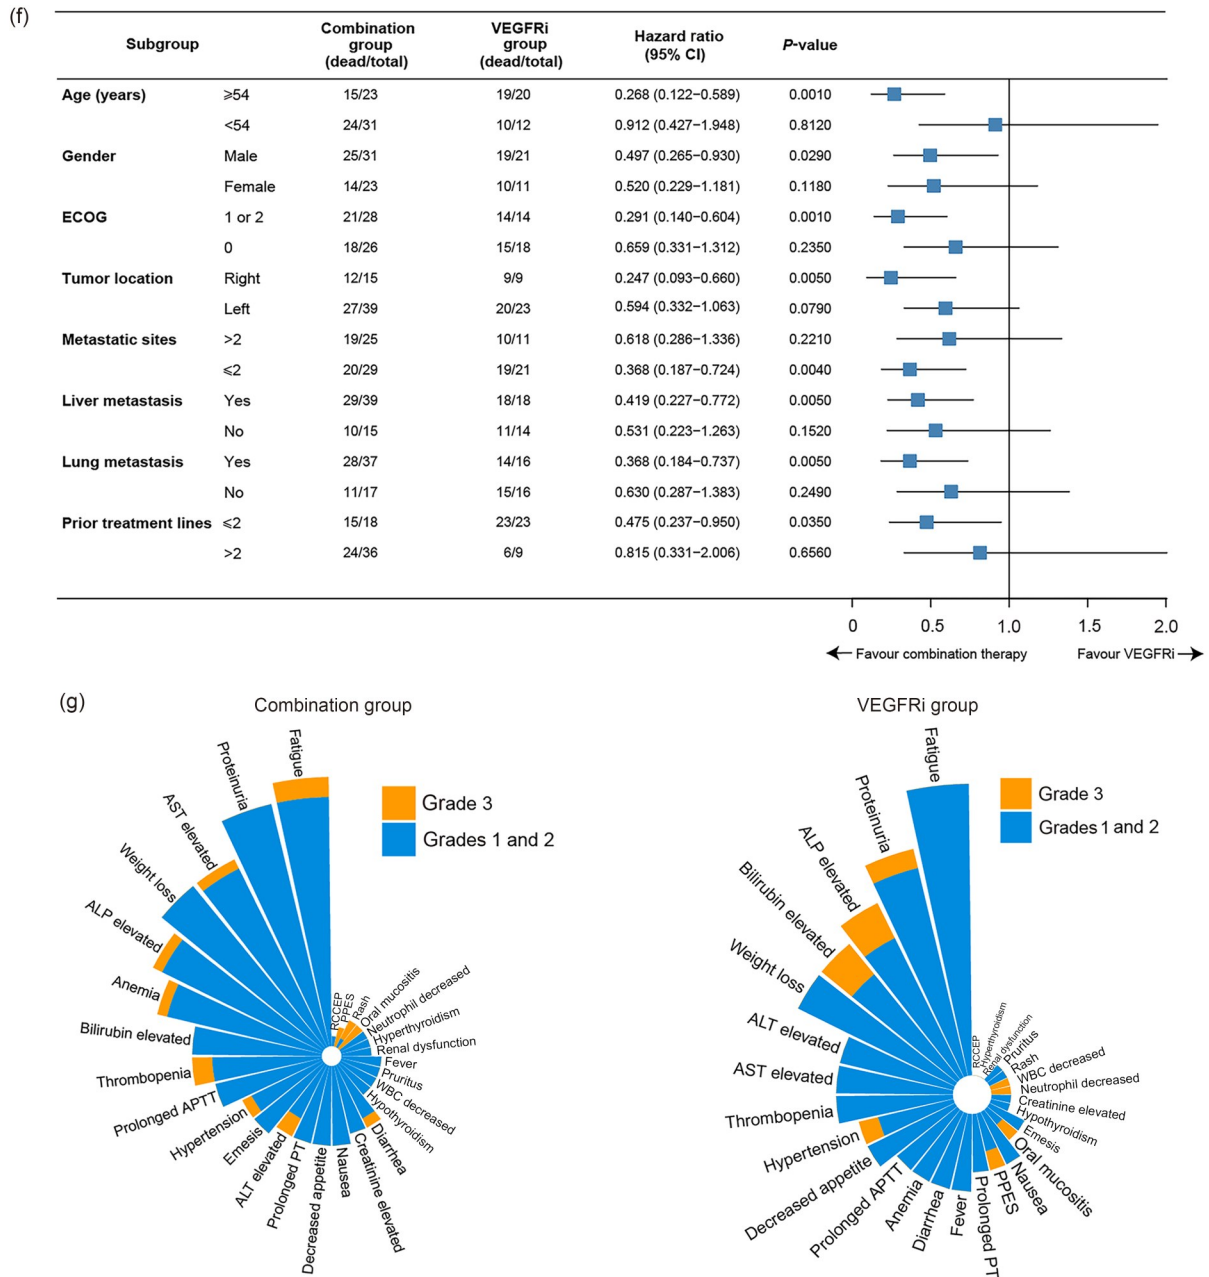 (f)
Subgroup Combination group (dead/total) VEGFRi group (dead/total) Hazard ratio (95% CI) P-value
Age (years) ⩾54 15/23 19/20 0.268 (0.122−0.589) 0.0010
<54 24/31 10/12 0.912 (0.427−1.948) 0.8120
Gender Male 25/31 19/21 0.497 (0.265−0.930) 0.0290
Female 14/23 10/11 0.520 (0.229−1.181) 0.1180
ECOG 1 or 2 21/28 14/14 0.291 (0.140−0.604) 0.0010
0 18/26 15/18 0.659 (0.331−1.312) 0.2350
Tumor location Right 12/15 9/9 0.247 (0.093−0.660) 0.0050
Left 27/39 20/23 0.594 (0.332−1.063) 0.0790
Metastatic sites >2 19/25 10/11 0.618 (0.286−1.336) 0.2210
⩽2 20/29 19/21 0.368 (0.187−0.724) 0.0040
Liver metastasis Yes 29/39 18/18 0.419 (0.227−0.772) 0.0050
No 10/15 11/14 0.531 (0.223−1.263) 0.1520
Lung metastasis Yes 28/37 14/16 0.368 (0.184−0.737) 0.0050
No 11/17 15/16 0.630 (0.287−1.383) 0.2490
Prior treatment lines ⩽2 15/18 23/23 0.475 (0.237−0.950) 0.0350
>2 24/36 6/9 0.815 (0.331−2.006) 0.6560
0 0.5 1.0 1.5 2.0
Favour combination therapy Favour VEGFRi
(g)
Combination group
Fatigue
Proteinuria
AST elevated
Weight loss
ALP elevated
Anemia
Bilirubin elevated
Thrombopenia
Prolonged APTT
Hypertension
Emesis
ALT elevated
Prolonged PT
Decreased appetite
Nausea
Creatinine elevated
Diarrhea
Hypothyroidism
WBC decreased
Pruritus
Fever
Renal dysfunction
Hyperthyroidism
Neutrophil decreased
Oral mucositis
Rash
PPES
RCCEP
Grade 3
Grades 1 and 2
VEGFRi group
Fatigue
Proteinuria
ALP elevated
Bilirubin elevated
Weight loss
ALT elevated
AST elevated
Thrombopenia
Hypertension
Decreased appetite
Prolonged APTT
Anemia
Diarrhea
Fever
Prolonged PT
PPES
Nausea
Oral mucositis
Emesis
Hypothyroidism
Creatinine elevated
Neutrophil decreased
WBC decreased
Rash
Pruritus
Renal dysfunction
Hyperthyroidism
RCCEP
Grade 3
Grades 1 and 2